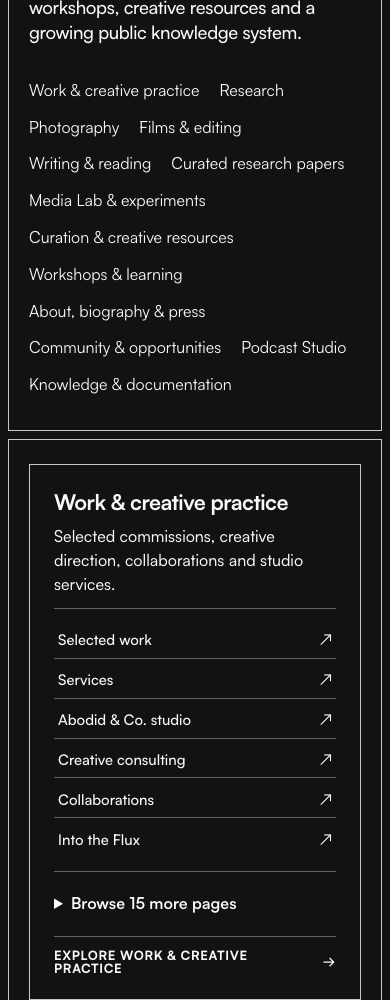 workshops, creative resources and a
growing public knowledge system.
Work & creative practice Research
Photography Films & editing
Writing & reading Curated research papers
Media Lab & experiments
Curation & creative resources
Workshops & learning
About, biography & press
Community & opportunities Podcast Studio
Knowledge & documentation
Work & creative practice
Selected commissions, creative
direction, collaborations and studio
services.
Selected work
Services
Abodid & Co. studio
Creative consulting
Collaborations
Into the Flux
Browse 15 more pages
EXPLORE WORK & CREATIVE
PRACTICE